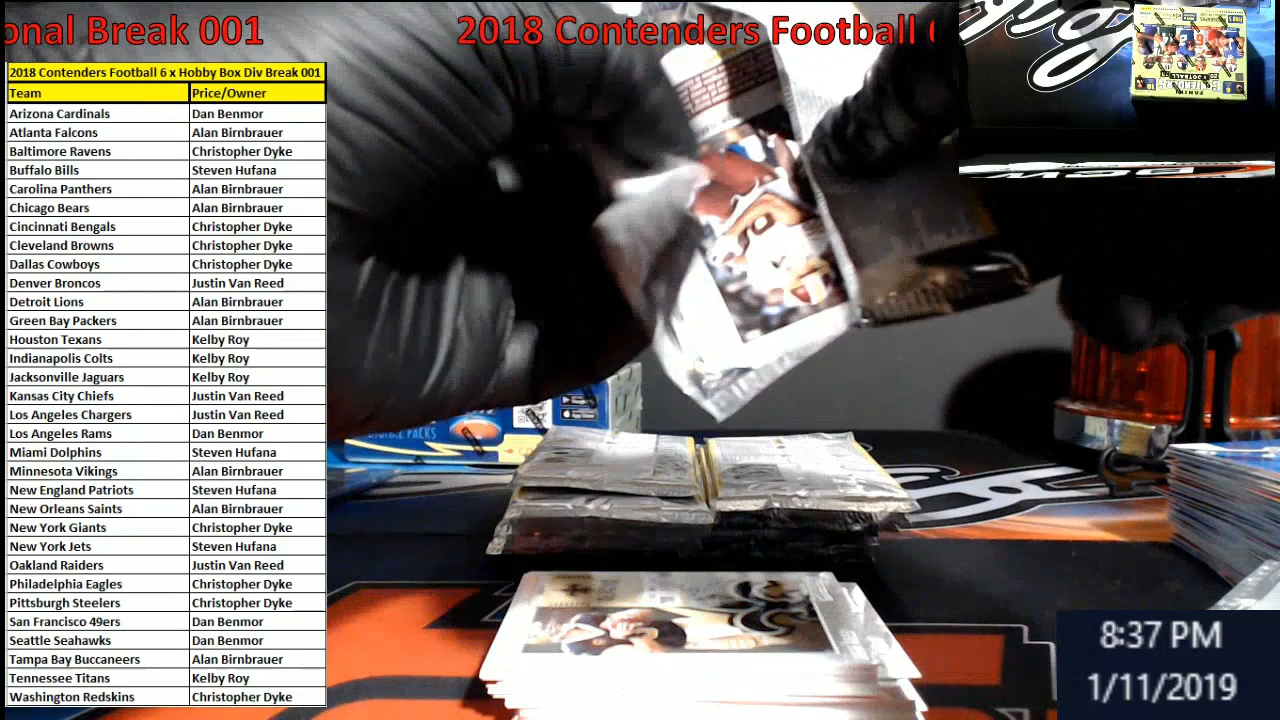 onal Break 001
2018 Contenders Football
2018 Contenders Football 6 x Hobby Box Div Break 001
Team Price/Owner
Arizona Cardinals Dan Benmor
Atlanta Falcons Alan Birnbrauer
Baltimore Ravens Christopher Dyke
Buffalo Bills Steven Hufana
Carolina Panthers Alan Birnbrauer
Chicago Bears Alan Birnbrauer
Cincinnati Bengals Christopher Dyke
Cleveland Browns Christopher Dyke
Dallas Cowboys Christopher Dyke
Denver Broncos Justin Van Reed
Detroit Lions Alan Birnbrauer
Green Bay Packers Alan Birnbrauer
Houston Texans Kelby Roy
Indianapolis Colts Kelby Roy
Jacksonville Jaguars Kelby Roy
Kansas City Chiefs Justin Van Reed
Los Angeles Chargers Justin Van Reed
Los Angeles Rams Dan Benmor
Miami Dolphins Steven Hufana
Minnesota Vikings Alan Birnbrauer
New England Patriots Steven Hufana
New Orleans Saints Alan Birnbrauer
New York Giants Christopher Dyke
New York Jets Steven Hufana
Oakland Raiders Justin Van Reed
Philadelphia Eagles Christopher Dyke
Pittsburgh Steelers Christopher Dyke
San Francisco 49ers Dan Benmor
Seattle Seahawks Dan Benmor
Tampa Bay Buccaneers Alan Birnbrauer
Tennessee Titans Kelby Roy
Washington Redskins Christopher Dyke
PACKS
8:37 PM
1/11/2019